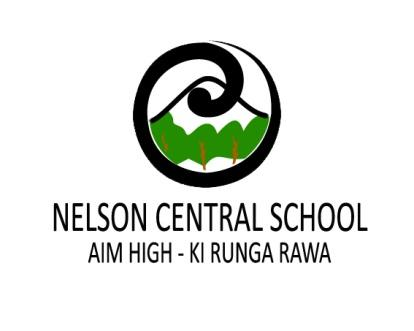 NELSON CENTRAL SCHOOL
AIM HIGH - KI RUNGA RAWA